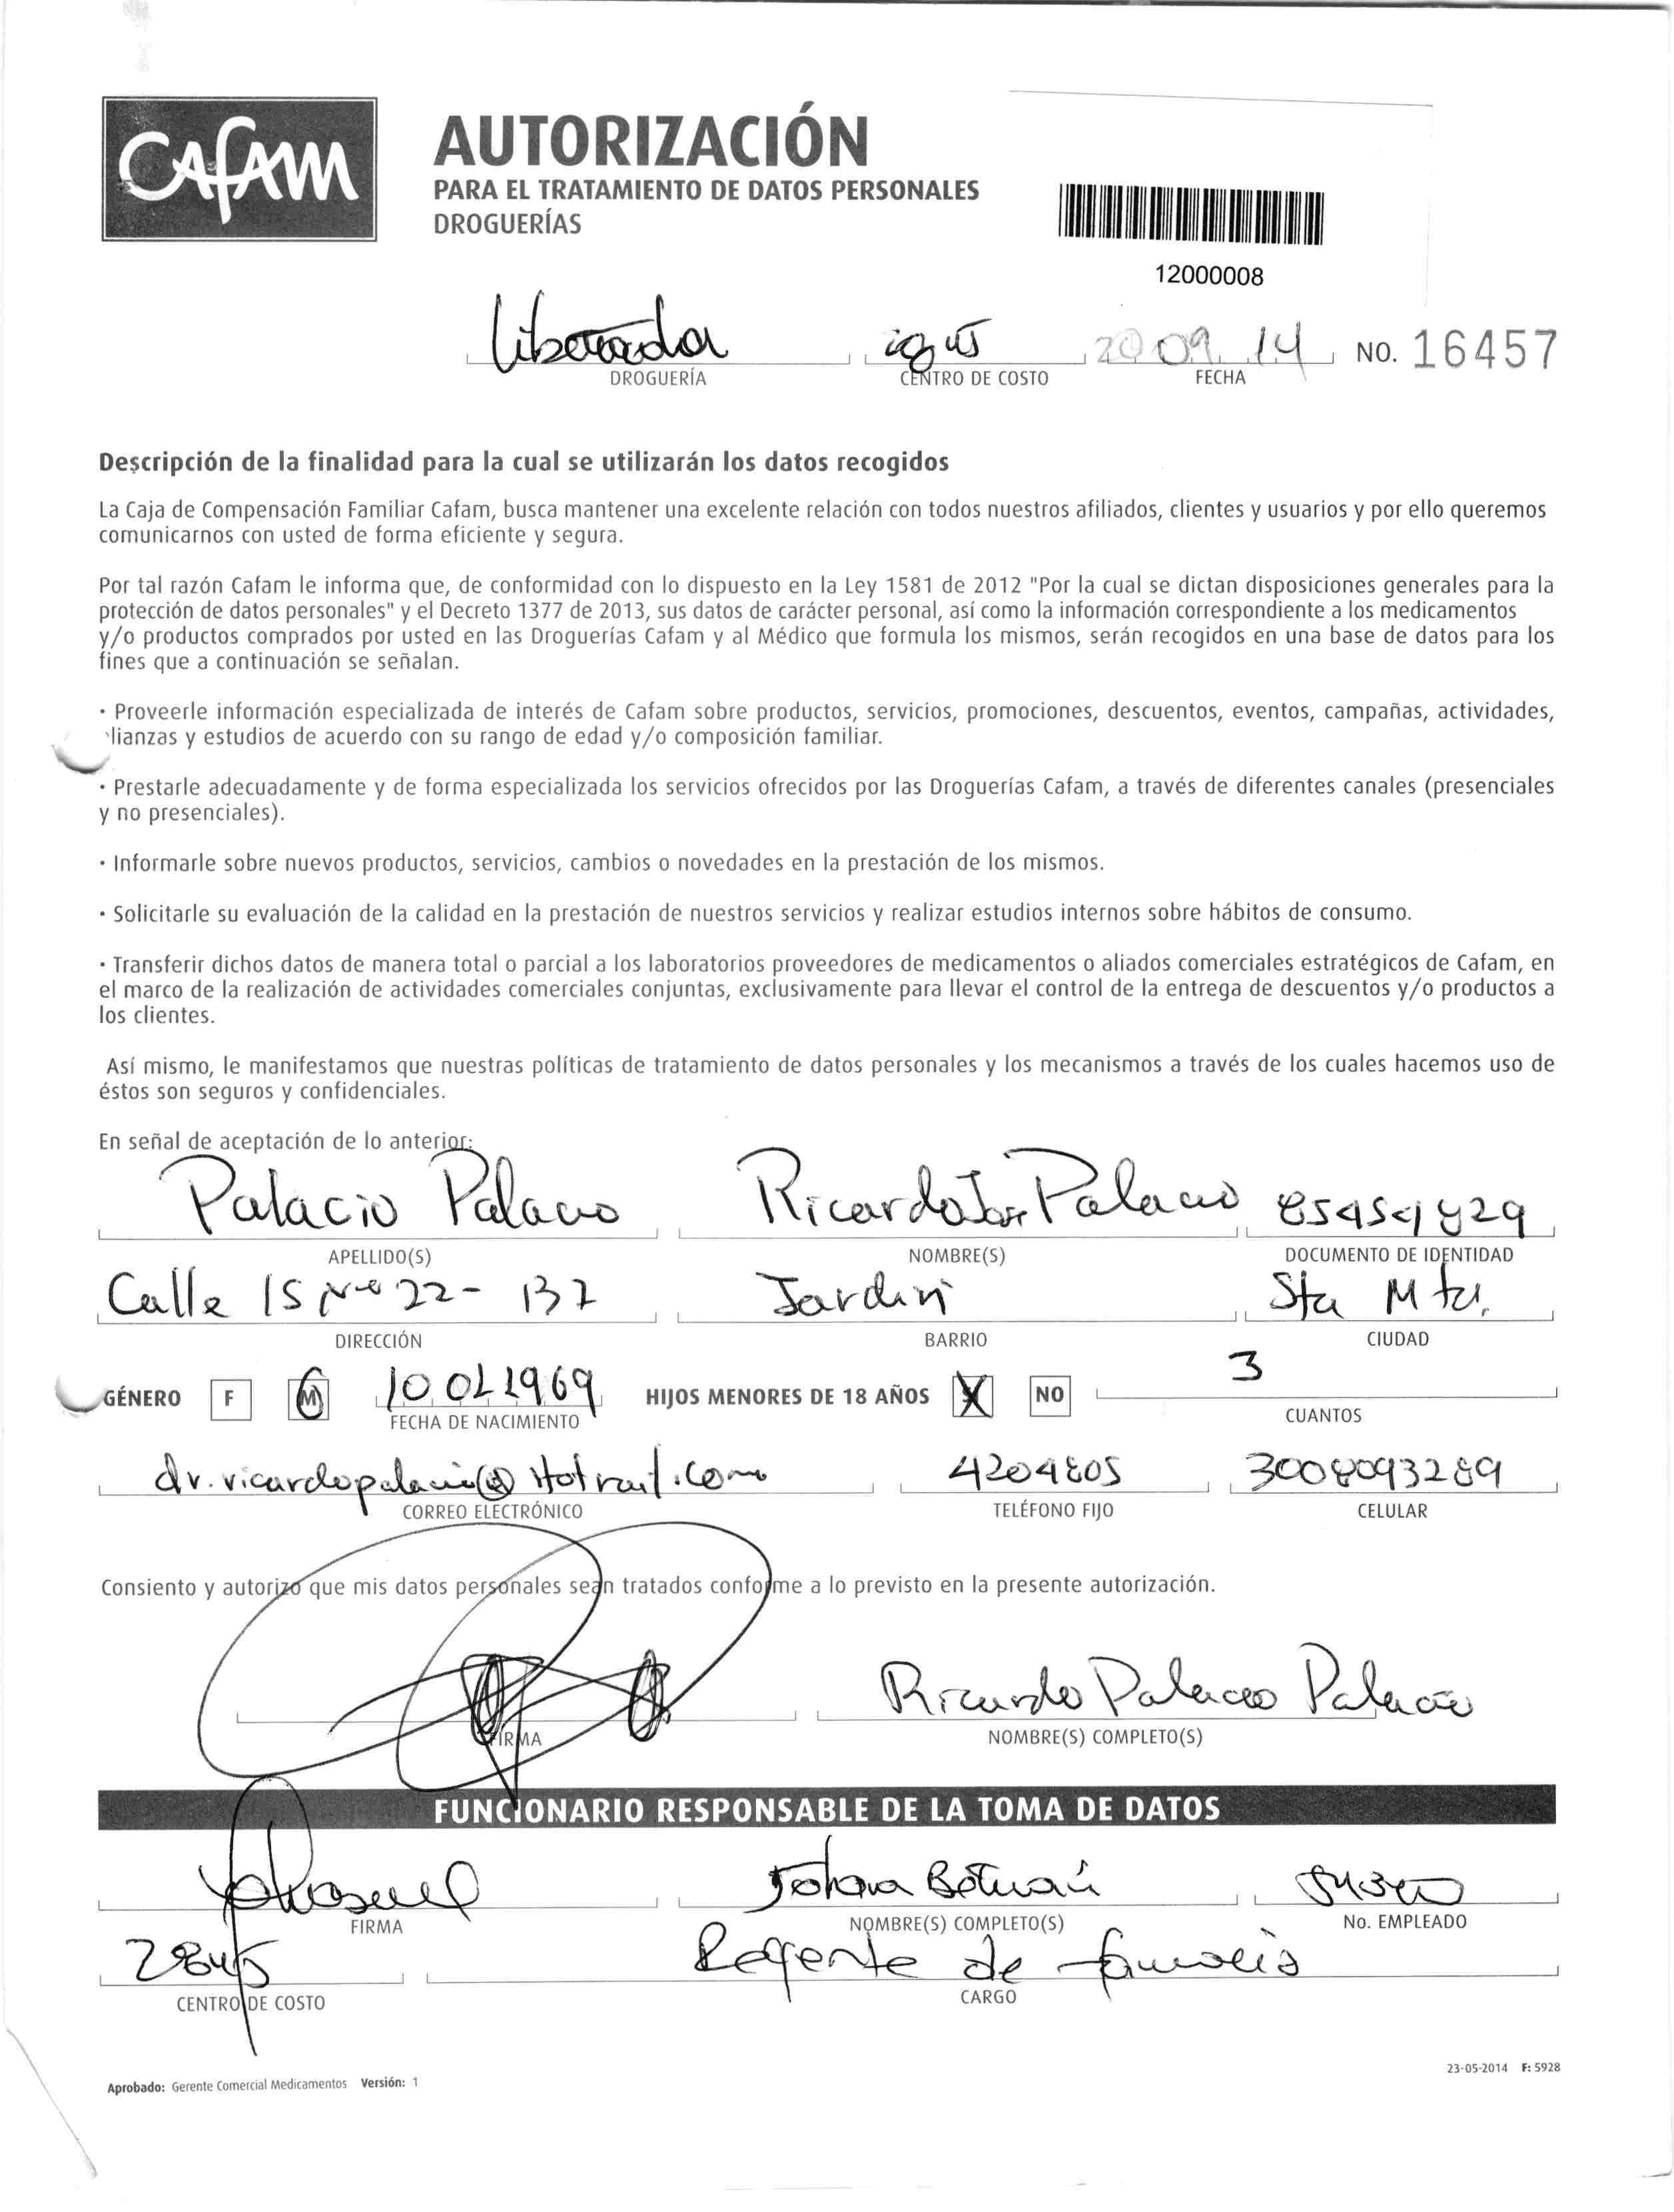 CAFAM
AUTORIZACIÓN
PARA EL TRATAMIENTO DE DATOS PERSONALES
DROGUERÍAS
12000008
Libertador 20 09 14 NO. 16457
DROGUERÍA CENTRO DE COSTO FECHA
Descripción de la finalidad para la cual se utilizarán los datos recogidos
La Caja de Compensación Familiar Cafam, busca mantener una excelente relación con todos nuestros afiliados, clientes y usuarios y por ello queremos
comunicarnos con usted de forma eficiente y segura.
Por tal razón Cafam le informa que, de conformidad con lo dispuesto en la Ley 1581 de 2012 "Por la cual se dictan disposiciones generales para la
protección de datos personales" y el Decreto 1377 de 2013, sus datos de carácter personal, así como la información correspondiente a los medicamentos
y/o productos comprados por usted en las Droguerías Cafam y al Médico que formula los mismos, serán recogidos en una base de datos para los
fines que a continuación se señalan.
· Proveerle información especializada de interés de Cafam sobre productos, servicios, promociones, descuentos, eventos, campañas, actividades,
lianzas y estudios de acuerdo con su rango de edad y/o composición familiar.
· Prestarle adecuadamente y de forma especializada los servicios ofrecidos por las Droguerías Cafam, a través de diferentes canales (presenciales
y no presenciales).
· Informarle sobre nuevos productos, servicios, cambios o novedades en la prestación de los mismos.
· Solicitarle su evaluación de la calidad en la prestación de nuestros servicios y realizar estudios internos sobre hábitos de consumo.
· Transferir dichos datos de manera total o parcial a los laboratorios proveedores de medicamentos o aliados comerciales estratégicos de Cafam, en
el marco de la realización de actividades comerciales conjuntas, exclusivamente para llevar el control de la entrega de descuentos y/o productos a
los clientes.
Así mismo, le manifestamos que nuestras políticas de tratamiento de datos personales y los mecanismos a través de los cuales hacemos uso de
éstos son seguros y confidenciales.
En señal de aceptación de lo anterior:
Palacio Palacio Ricardo José Palacio
APELLIDO(S) NOMBRE(S) DOCUMENTO DE IDENTIDAD
Calle 15 Nº 22 - 137 Jardin Sta Mta.
DIRECCIÓN BARRIO CIUDAD
GÉNERO F M 10 01 1969 HIJOS MENORES DE 18 AÑOS X NO 3
FECHA DE NACIMIENTO CUANTOS
dr.ricardopalacio@Hotmail.com 4204805 3008093289
CORREO ELECTRÓNICO TELÉFONO FIJO CELULAR
Consiento y autorizo que mis datos personales sean tratados conforme a lo previsto en la presente autorización.
Ricardo Palacio Palacio
FIRMA NOMBRE(S) COMPLETO(S)
FUNCIONARIO RESPONSABLE DE LA TOMA DE DATOS
Johana
FIRMA NOMBRE(S) COMPLETO(S) No. EMPLEADO
2845 Regente de farmacia
CENTRO DE COSTO CARGO
23-05-2014 F: 5928
Aprobado: Gerente Comercial Medicamentos Versión: 1